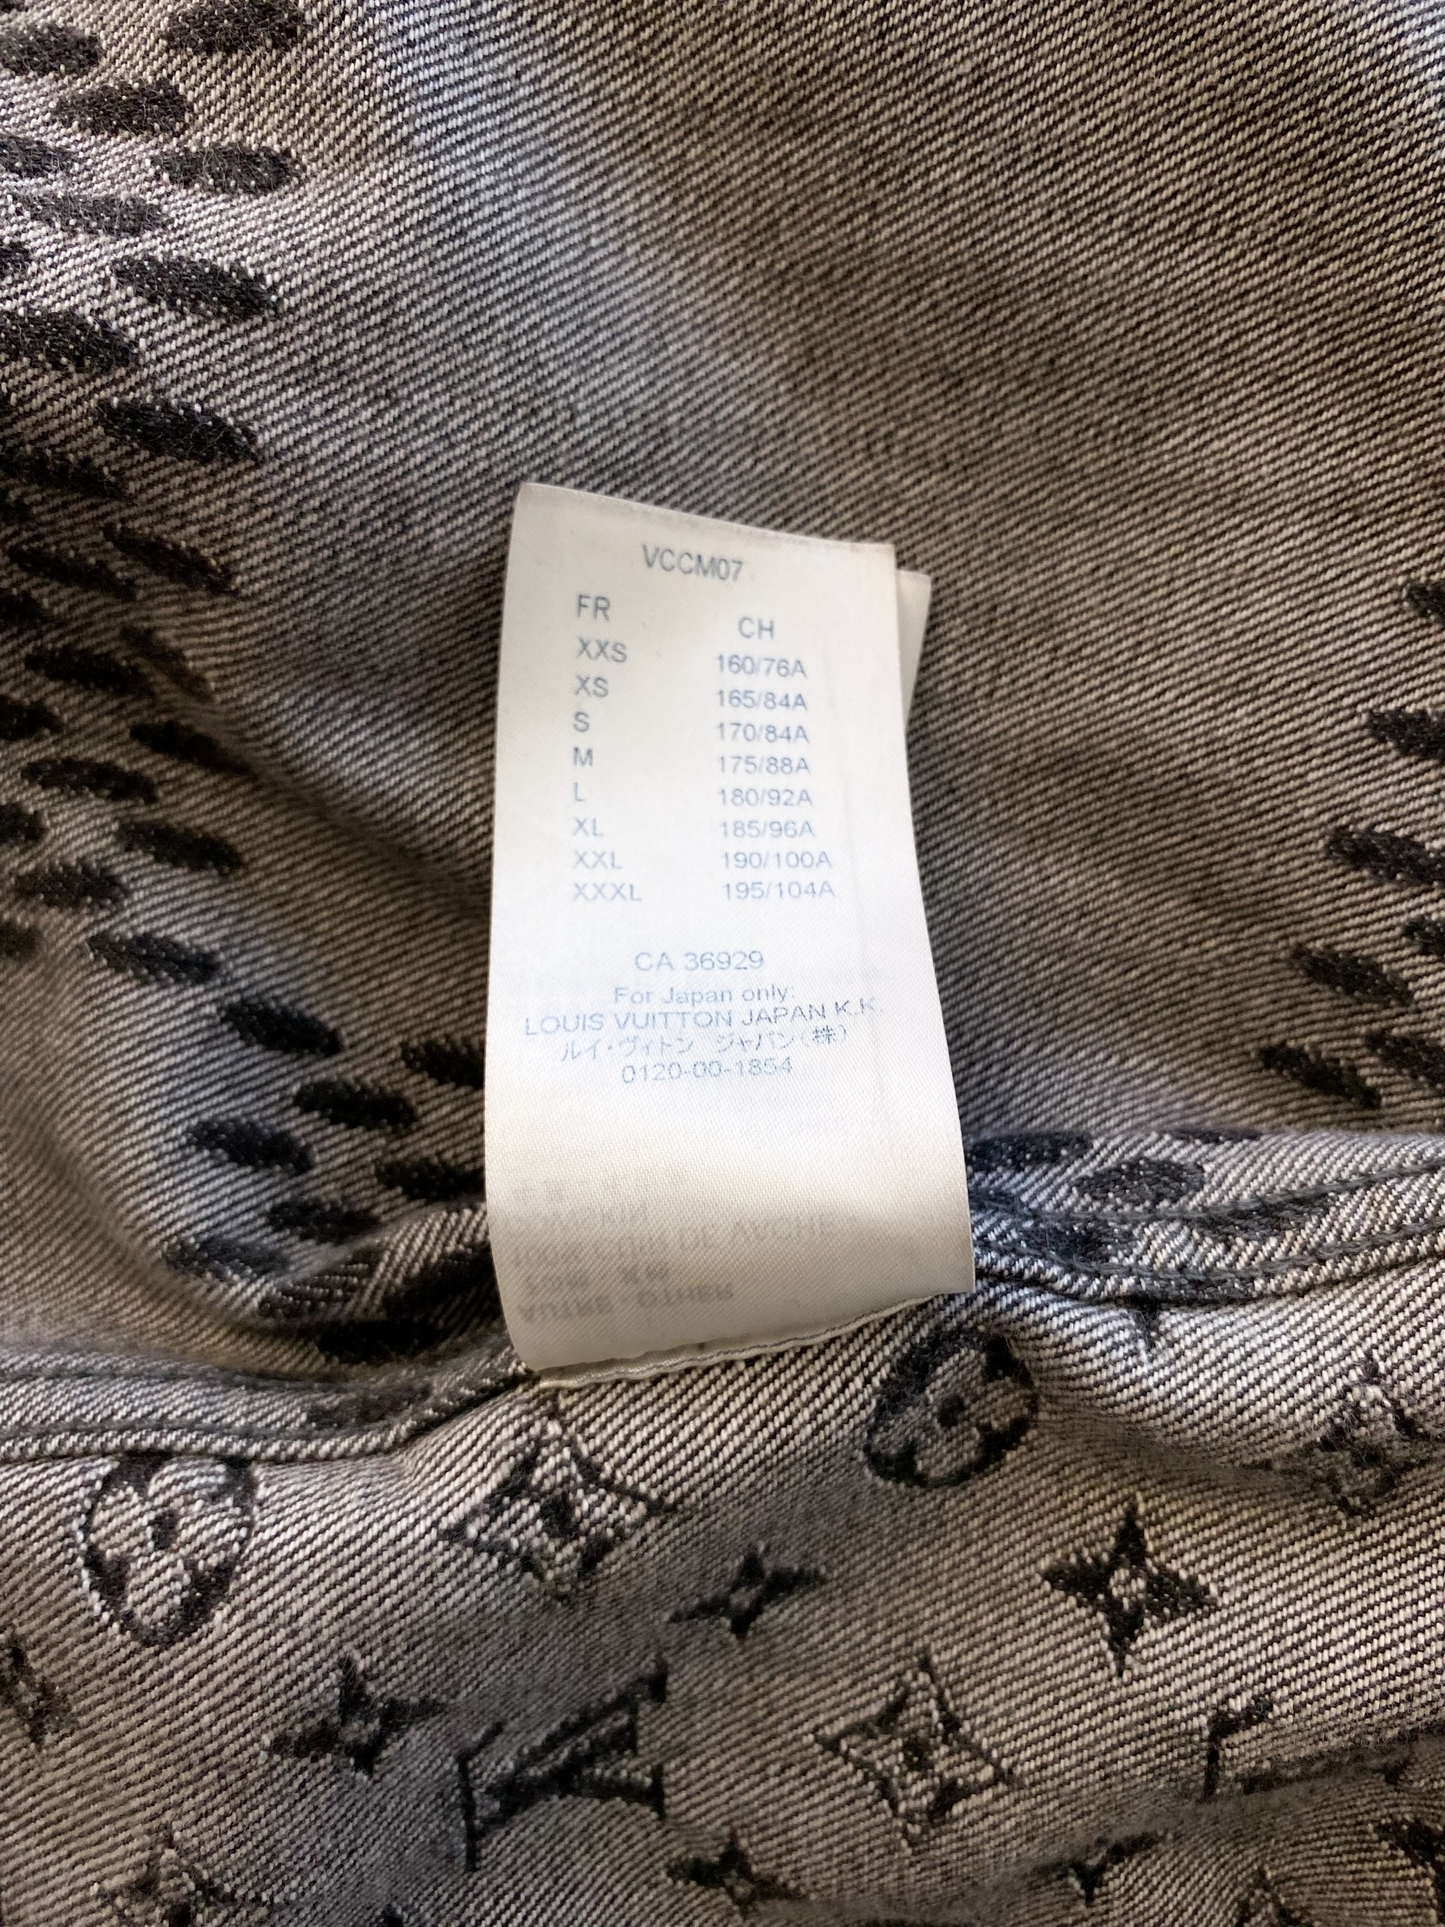 VCCM07
FR CH
XXS 160/76A
XS 165/84A
S 170/84A
M 175/88A
L 180/92A
XL 185/96A
XXL 190/100A
XXXL 195/104A
CA 36929
For Japan only:
LOUIS VUITTON JAPAN K.K.
ルイ・ヴィトン ジャパン(株)
0120-00-1854